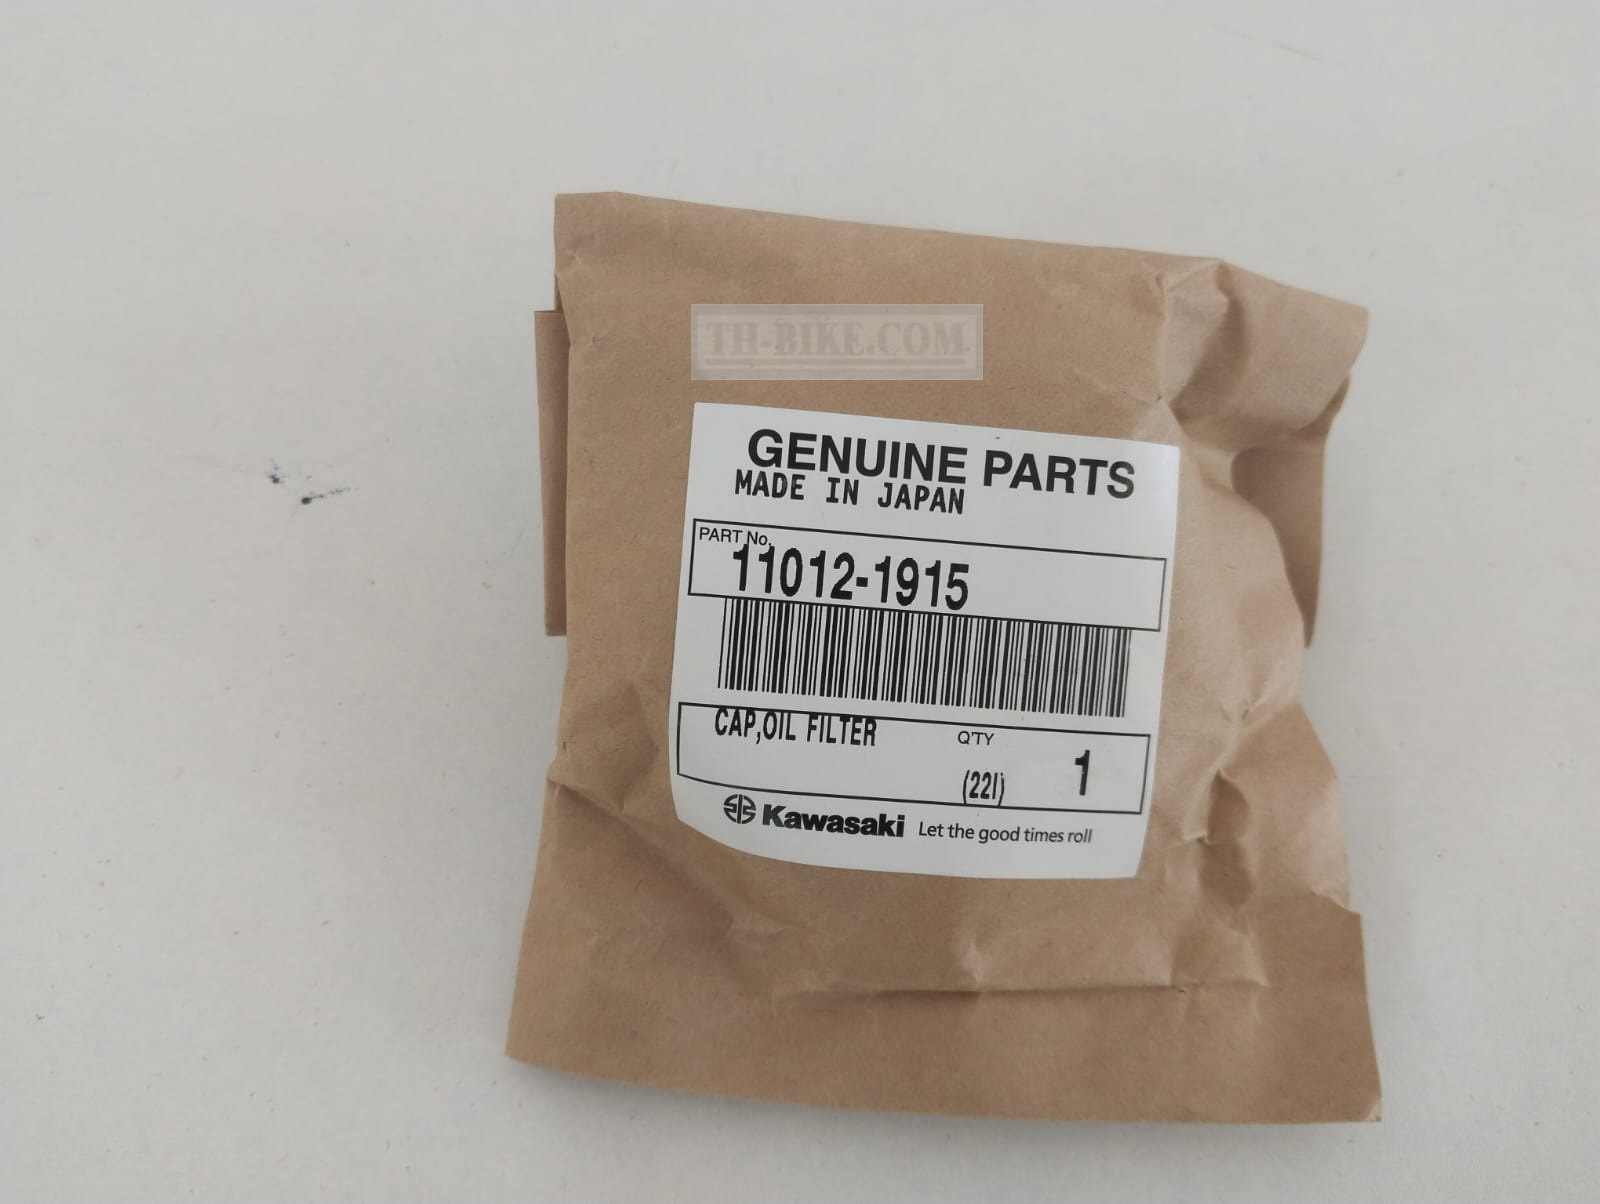 TH-BIKE.COM
GENUINE PARTS
MADE IN JAPAN
PART No.
11012-1915
CAP,OIL FILTER
Q'TY
(22I) 1
Kawasaki Let the good times roll